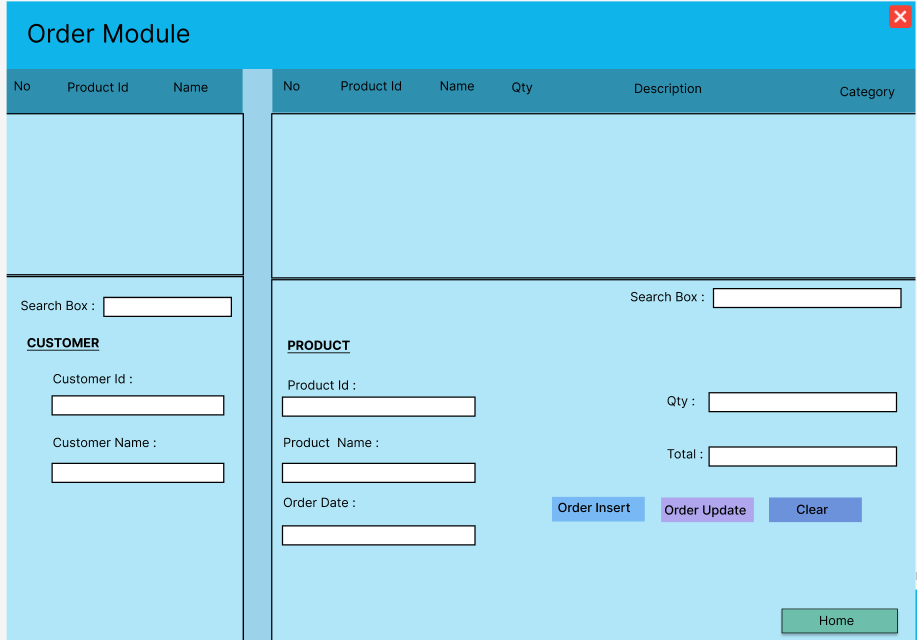 Order Module
No Product Id Name
No Product Id Name Qty Description Category
Search Box :
CUSTOMER
Customer Id :
Customer Name :
Search Box :
PRODUCT
Product Id :
Product Name :
Order Date :
Qty :
Total :
Order Insert
Order Update
Clear
Home